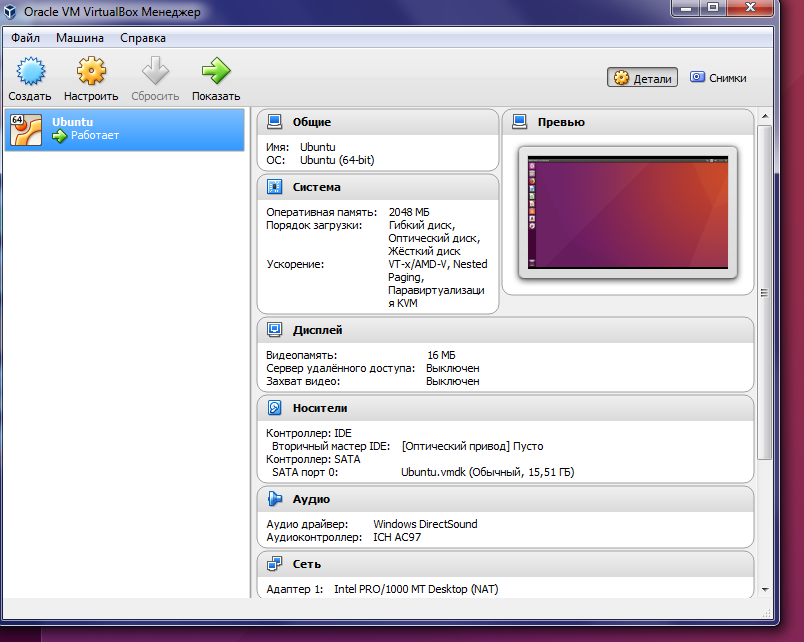 Oracle VM VirtualBox Менеджер
Файл Машина Справка
Создать Настроить Сбросить Показать
Детали Снимки
64 Ubuntu
Работает
Общие
Имя: Ubuntu
ОС: Ubuntu (64-bit)
Превью
Система
Оперативная память: 2048 МБ
Порядок загрузки: Гибкий диск,
Оптический диск,
Жёсткий диск
Ускорение: VT-x/AMD-V, Nested
Paging,
Паравиртуализаци
я KVM
Дисплей
Видеопамять: 16 МБ
Сервер удалённого доступа: Выключен
Захват видео: Выключен
Носители
Контроллер: IDE
Вторичный мастер IDE: [Оптический привод] Пусто
Контроллер: SATA
SATA порт 0: Ubuntu.vmdk (Обычный, 15,51 ГБ)
Аудио
Аудио драйвер: Windows DirectSound
Аудиоконтроллер: ICH AC97
Сеть
Адаптер 1: Intel PRO/1000 MT Desktop (NAT)